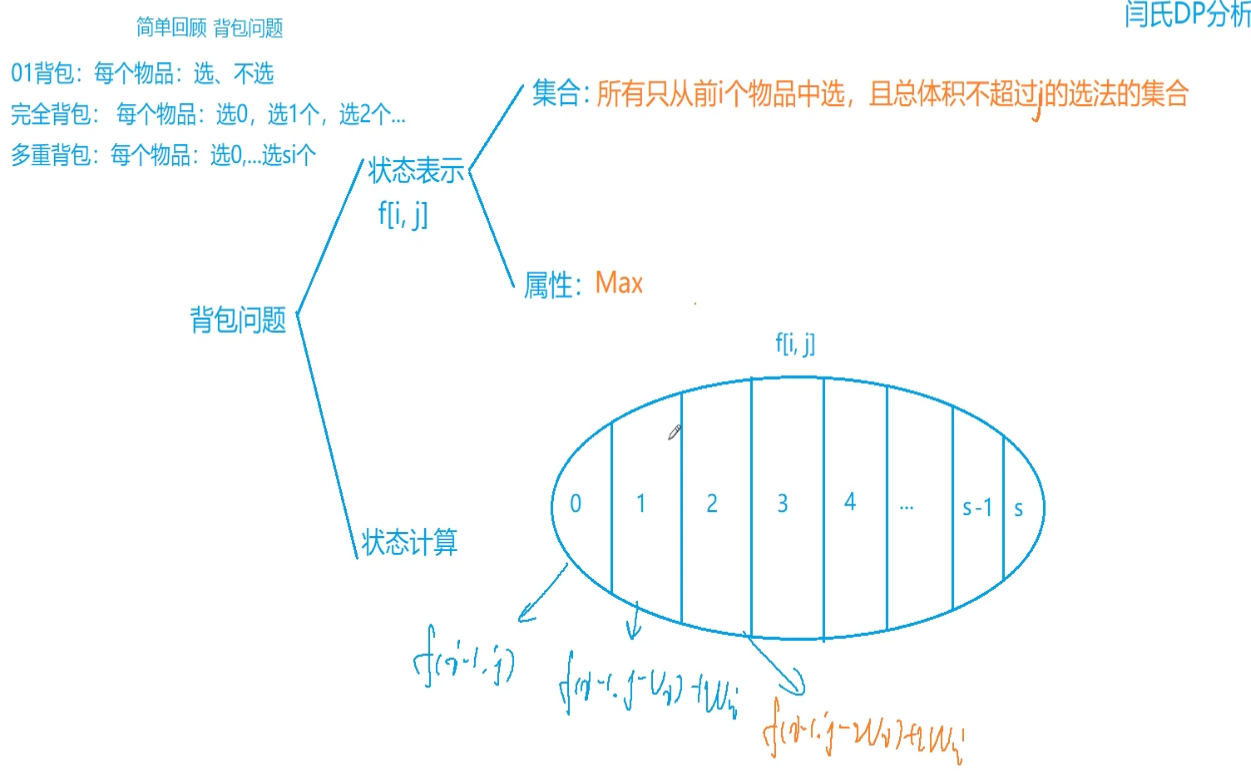 简单回顾 背包问题
闫氏DP分析
01背包：每个物品：选、不选
完全背包： 每个物品：选0，选1个，选2个...
多重背包：每个物品：选0,...选si个
集合：所有只从前i个物品中选，且总体积不超过j的选法的集合
状态表示
f[i, j]
属性：Max
背包问题
f[i, j]
0 1 2 3 4 ... s-1 s
状态计算
f(i-1, j)
f(i-1, j-Vi)+Wi
f(i-1, j-2Vi)+2Wi